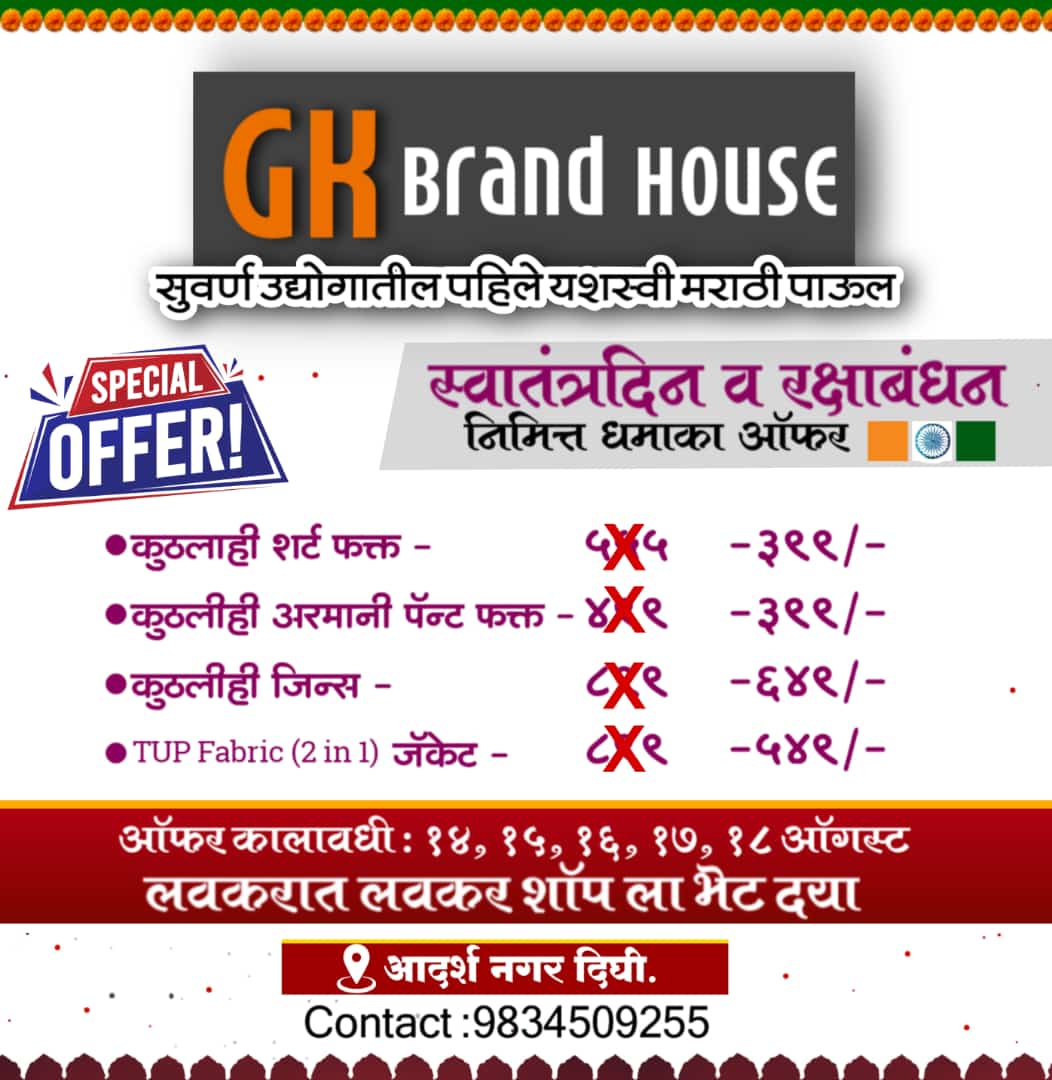 GK Brand HOUSE
सुवर्ण उद्योगातील पहिले यशस्वी मराठी पाऊल
SPECIAL
OFFER!
स्वातंत्रदिन व रक्षाबंधन
निमित्त धमाका ऑफर
कुठलाही शर्ट फक्त - -३९९/-
कुठलीही अरमानी पॅन्ट फक्त - -३९९/-
कुठलीही जिन्स - -६४९/-
TUP Fabric (2 in 1) जॅकेट - -५४९/-
ऑफर कालावधी : १४, १५, १६, १७, १८ ऑगस्ट
लवकरात लवकर शॉप ला भेट दया
आदर्श नगर दिघी.
Contact :9834509255